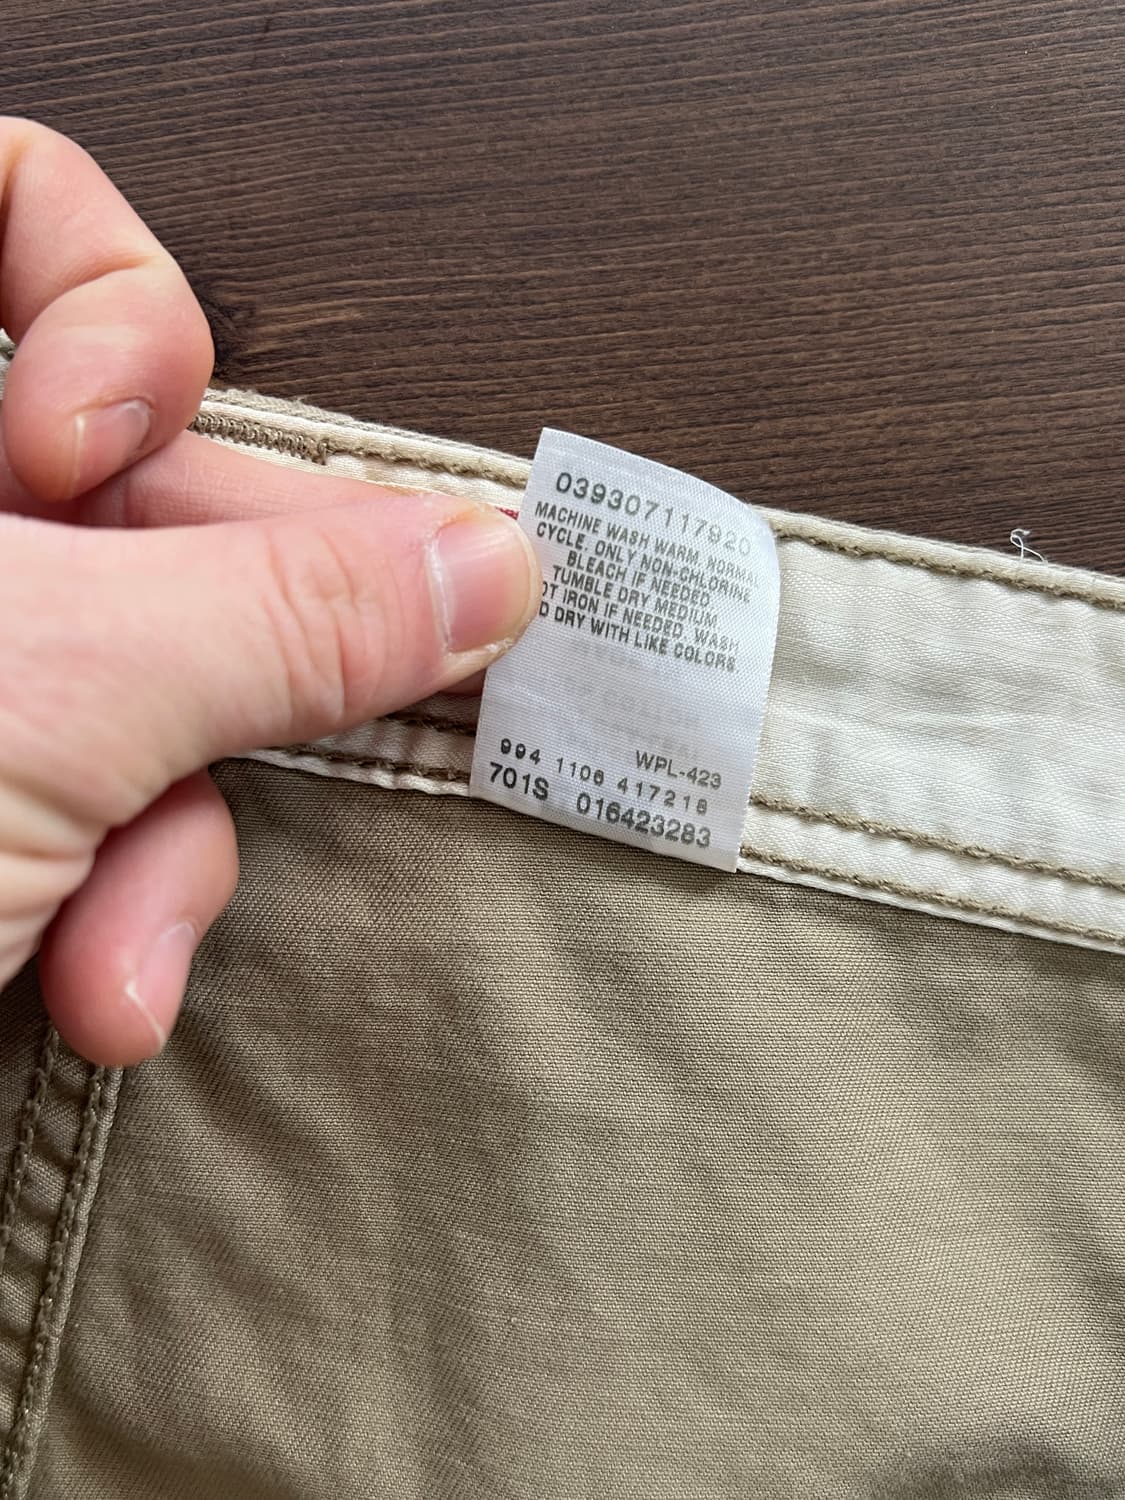 039307117920
MACHINE WASH WARM, NORMAL
CYCLE. ONLY NON-CHLORINE
BLEACH IF NEEDED.
TUMBLE DRY MEDIUM
OT IRON IF NEEDED. WASH
D DRY WITH LIKE COLORS
WPL-423
994 1106 417218
701S 016423283